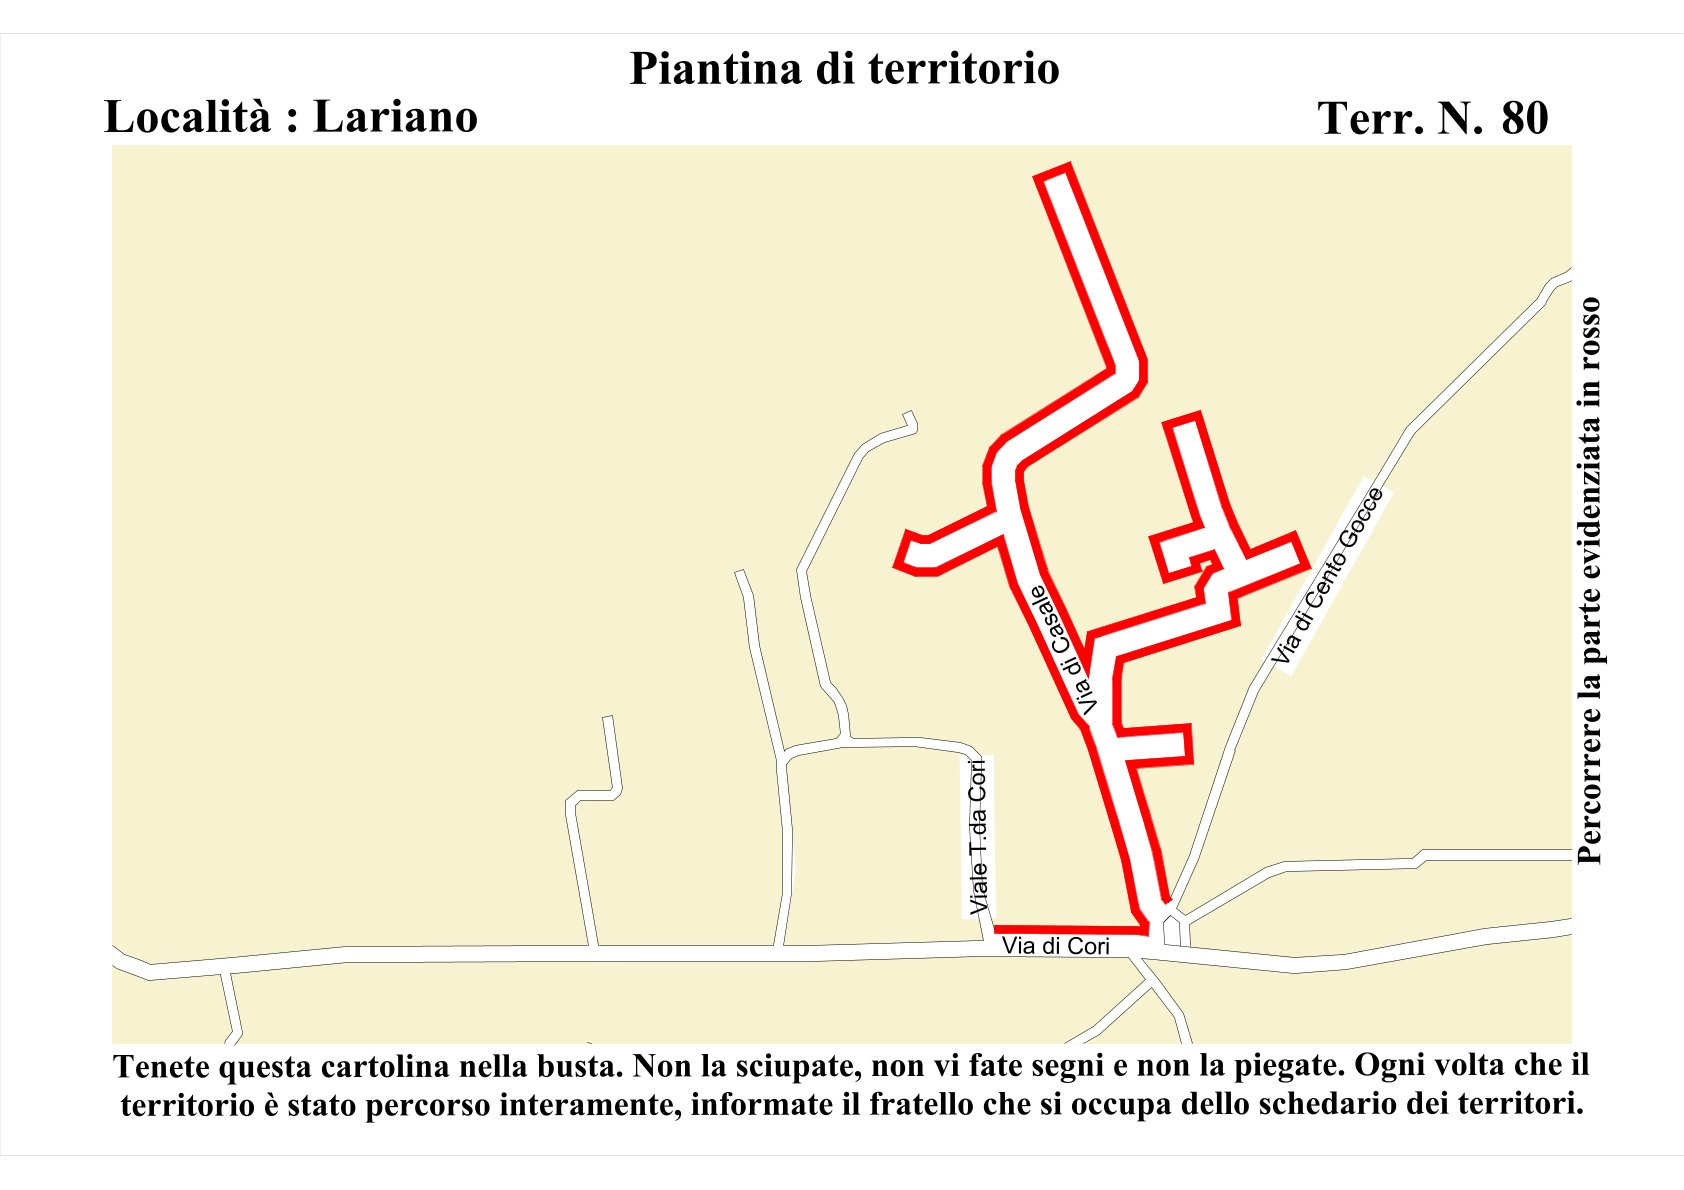 Piantina di territorio
Località : Lariano
Terr. N. 80
Via di Casale
Via di Cento Gocce
Viale T.da Cori
Via di Cori
Percorrere la parte evidenziata in rosso
Tenete questa cartolina nella busta. Non la sciupate, non vi fate segni e non la piegate. Ogni volta che il
territorio è stato percorso interamente, informate il fratello che si occupa dello schedario dei territori.